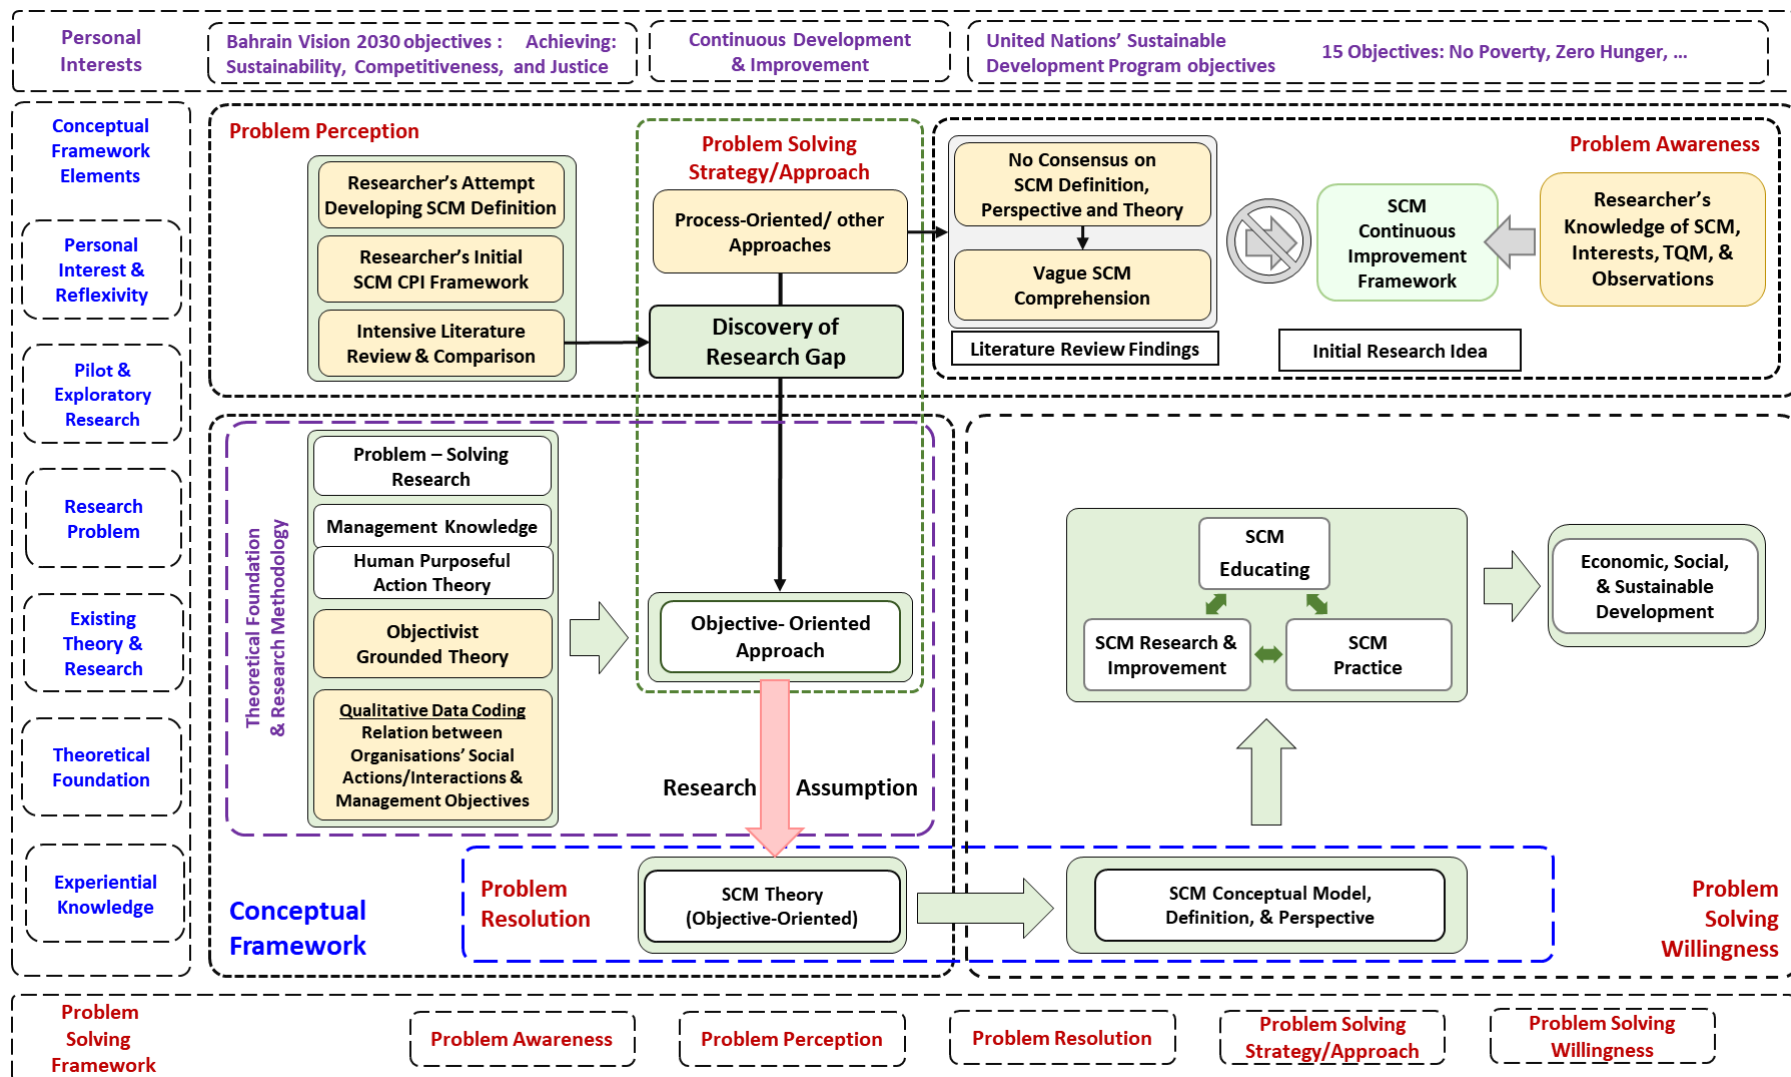 Personal
Interests
Bahrain Vision 2030 objectives : Achieving:
Sustainability, Competitiveness, and Justice
Continuous Development
& Improvement
United Nations' Sustainable
Development Program objectives
15 Objectives: No Poverty, Zero Hunger, ...
Conceptual
Framework
Elements
Personal
Interest &
Reflexivity
Pilot &
Exploratory
Research
Research
Problem
Existing
Theory &
Research
Theoretical
Foundation
Experiential
Knowledge
Problem Perception
Researcher's Attempt
Developing SCM Definition
Researcher's Initial
SCM CPI Framework
Intensive Literature
Review & Comparison
Problem Solving
Strategy/Approach
Process-Oriented/ other
Approaches
Discovery of
Research Gap
No Consensus on
SCM Definition,
Perspective and Theory
Vague SCM
Comprehension
Literature Review Findings
SCM
Continuous
Improvement
Framework
Initial Research Idea
Problem Awareness
Researcher's
Knowledge of SCM,
Interests, TQM, &
Observations
Theoretical Foundation
& Research Methodology
Problem – Solving
Research
Management Knowledge
Human Purposeful
Action Theory
Objectivist
Grounded Theory
Qualitative Data Coding
Relation between
Organisations' Social
Actions/Interactions &
Management Objectives
Objective- Oriented
Approach
Research Assumption
SCM
Educating
SCM Research &
Improvement
SCM
Practice
Economic, Social,
& Sustainable
Development
Conceptual
Framework
Problem
Resolution
SCM Theory
(Objective-Oriented)
SCM Conceptual Model,
Definition, & Perspective
Problem
Solving
Willingness
Problem
Solving
Framework
Problem Awareness
Problem Perception
Problem Resolution
Problem Solving
Strategy/Approach
Problem Solving
Willingness